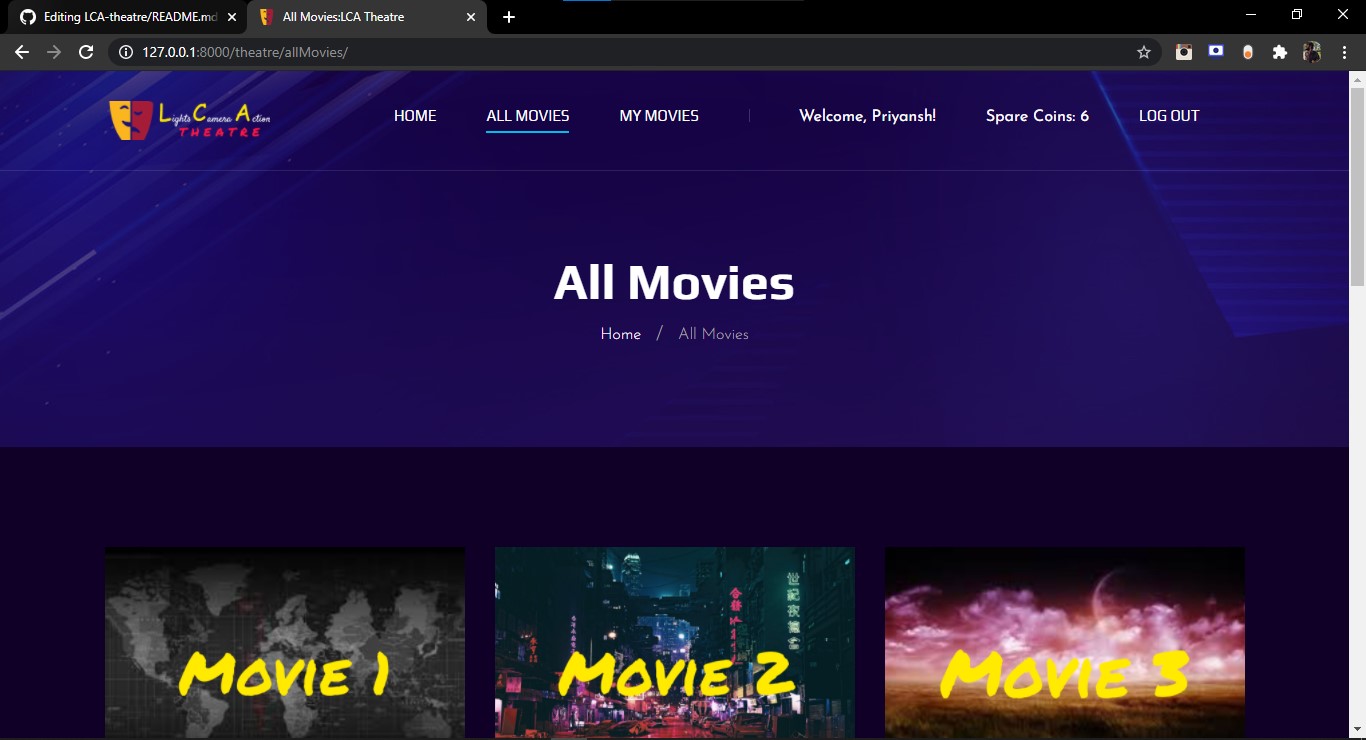 Editing LCA-theatre/README.md
All Movies:LCA Theatre
127.0.0.1:8000/theatre/allMovies/
Lights Camera Action
THEATRE
HOME
ALL MOVIES
MY MOVIES
Welcome, Priyansh!
Spare Coins: 6
LOG OUT
All Movies
Home / All Movies
Movie 1
Movie 2
Movie 3